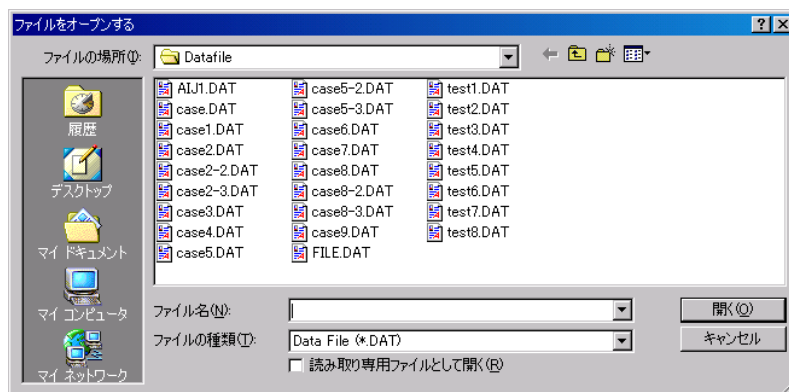 ファイルをオープンする
ファイルの場所(I):
Datafile
履歴
デスクトップ
マイ ドキュメント
マイ コンピュータ
マイ ネットワーク
AIJ1.DAT
case.DAT
case1.DAT
case2.DAT
case2-2.DAT
case2-3.DAT
case3.DAT
case4.DAT
case5.DAT
case5-2.DAT
case5-3.DAT
case6.DAT
case7.DAT
case8.DAT
case8-2.DAT
case8-3.DAT
case9.DAT
FILE.DAT
test1.DAT
test2.DAT
test3.DAT
test4.DAT
test5.DAT
test6.DAT
test7.DAT
test8.DAT
ファイル名(N):
開く(O)
ファイルの種類(T):
Data File (*.DAT)
キャンセル
読み取り専用ファイルとして開く(R)